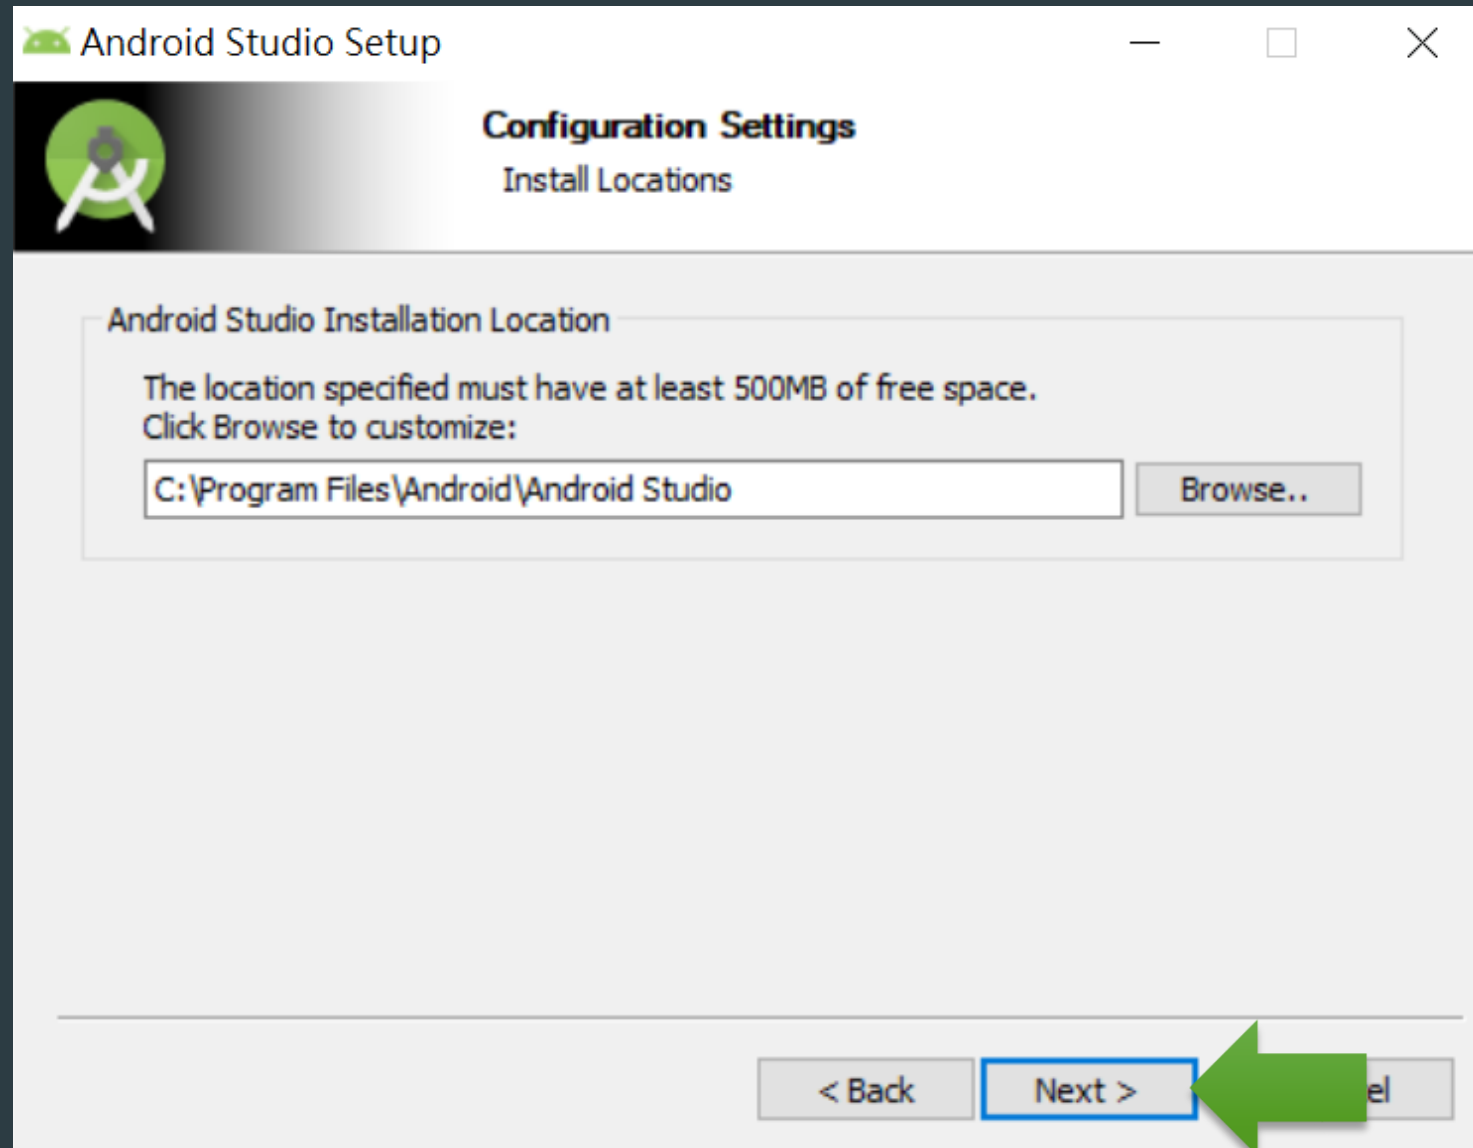 Android Studio Setup
Configuration Settings
Install Locations
Android Studio Installation Location
The location specified must have at least 500MB of free space.
Click Browse to customize:
C:\Program Files\Android\Android Studio
Browse..
< Back
Next >
el